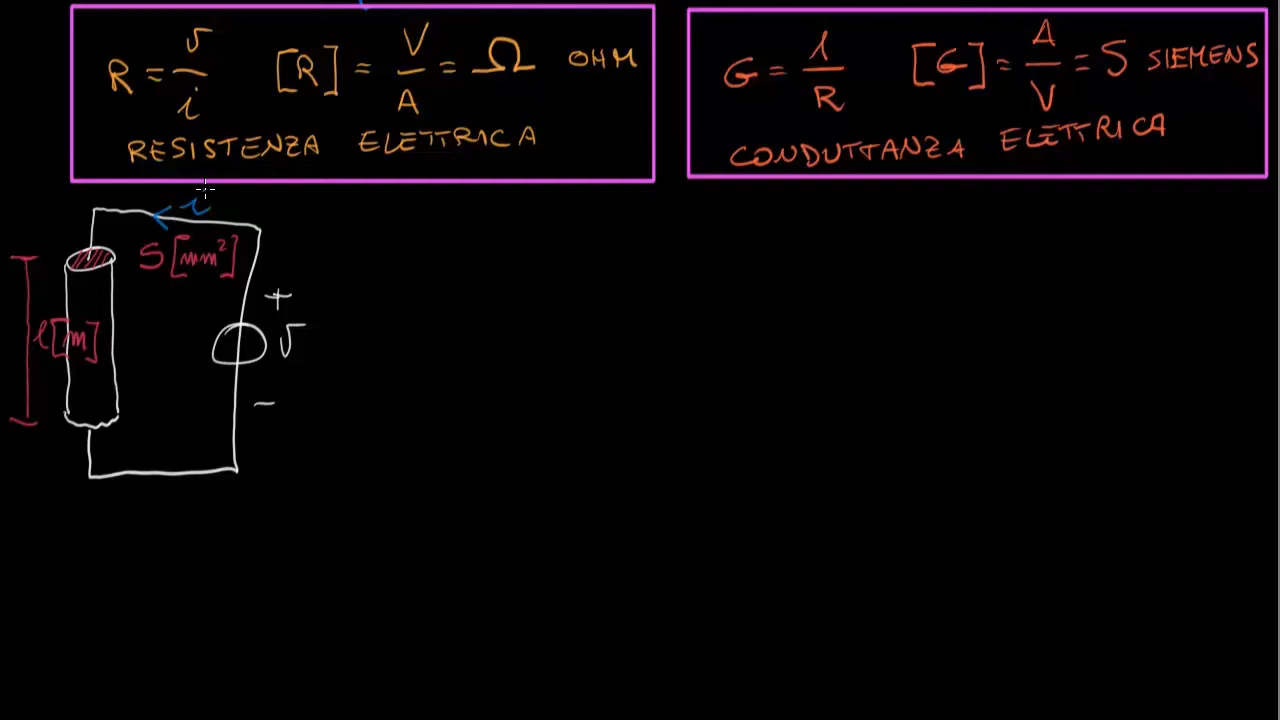 R = v/i [R] = V/A = Ω OHM
RESISTENZA ELETTRICA
G = 1/R [G] = A/V = S SIEMENS
CONDUTTANZA ELETTRICA
i
S [mm²]
+
l [m]
v
-